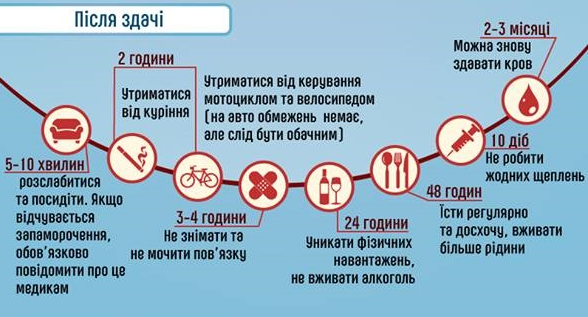 Після здачі
5-10 хвилин
розслабитися
та посидіти. Якщо
відчувається
запаморочення,
обов'язково
повідомити про це
медикам
2 години
Утриматися
від куріння
Утриматися від керування
мотоциклом та велосипедом
(на авто обмежень немає,
але слід бути обачним)
3-4 години
Не знімати та
не мочити пов'язку
24 години
Уникати фізичних
навантажень,
не вживати алкоголь
48 годин
Їсти регулярно
та досхочу, вживати
більше рідини
10 діб
Не робити
жодних щеплень
2-3 місяці
Можна знову
здавати кров